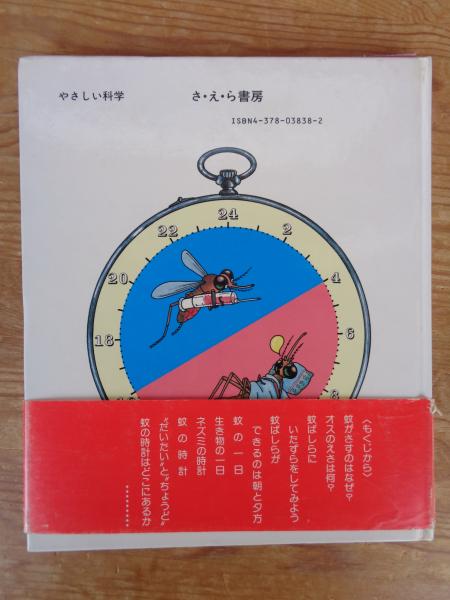 やさしい科学
さ・え・ら書房
ISBN4-378-03838-2
24
22
2
20
4
18
6
8
〈もくじから〉
蚊がさすのはなぜ?
オスのえさは何?
蚊ばしらに
いたずらをしてみよう
蚊ばしらが
できるのは朝と夕方
蚊の一日
生き物の一日
ネズミの時計
蚊の時計
"だいたい"と"ちょうど"
蚊の時計はどこにあるか
…………